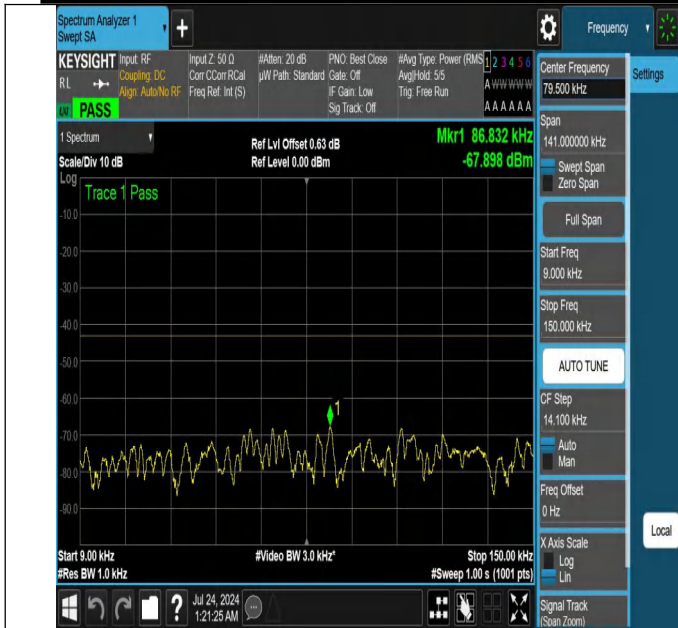 Spectrum Analyzer 1
Swept SA
+
Frequency
KEYSIGHT
RL
LXI
PASS
Input: RF
Coupling: DC
Align: Auto/No RF
Input Z: 50 Ω
Corr CCorr RCal
Freq Ref: Int (S)
#Atten: 20 dB
µW Path: Standard
PNO: Best Close
Gate: Off
IF Gain: Low
Sig Track: Off
#Avg Type: Power (RMS
Avg|Hold: 5/5
Trig: Free Run
1 2 3 4 5 6
A W W W W W
A A A A A A
Center Frequency
79.500 kHz
Settings
Span
141.000000 kHz
Swept Span
Zero Span
Full Span
Start Freq
9.000 kHz
Stop Freq
150.000 kHz
AUTO TUNE
CF Step
14.100 kHz
Auto
Man
Freq Offset
0 Hz
X Axis Scale
Log
Lin
Signal Track
(Span Zoom)
Local
1 Spectrum
Scale/Div 10 dB
Log
Ref Lvl Offset 0.63 dB
Ref Level 0.00 dBm
Mkr1 86.832 kHz
-67.898 dBm
Trace 1 Pass
-10.0
-20.0
-30.0
-40.0
-50.0
-60.0
-70.0
-80.0
-90.0
1
Start 9.00 kHz
#Res BW 1.0 kHz
#Video BW 3.0 kHz*
Stop 150.00 kHz
#Sweep 1.00 s (1001 pts)
?
Jul 24, 2024
1:21:25 AM